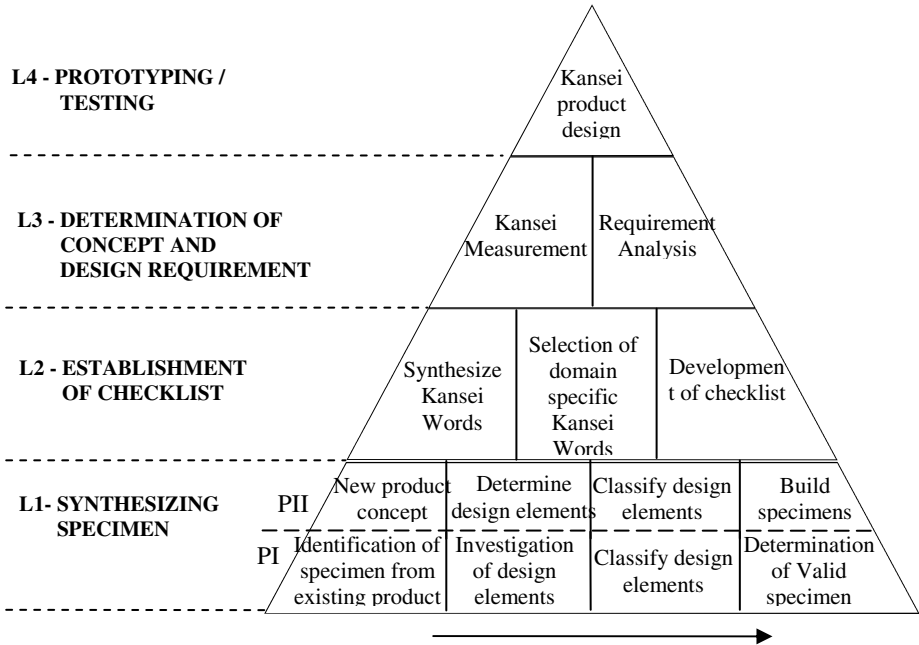 L4 - PROTOTYPING /
TESTING
Kansei
product
design
L3 - DETERMINATION OF
CONCEPT AND
DESIGN REQUIREMENT
Kansei
Measurement
Requirement
Analysis
L2 - ESTABLISHMENT
OF CHECKLIST
Synthesize
Kansei
Words
Selection of
domain
specific
Kansei
Words
Developmen
t of checklist
L1- SYNTHESIZING
SPECIMEN
PII
New product
concept
Determine
design elements
Classify design
elements
Build
specimens
PI
Identification of
specimen from
existing product
Investigation
of design
elements
Classify design
elements
Determination
of Valid
specimen